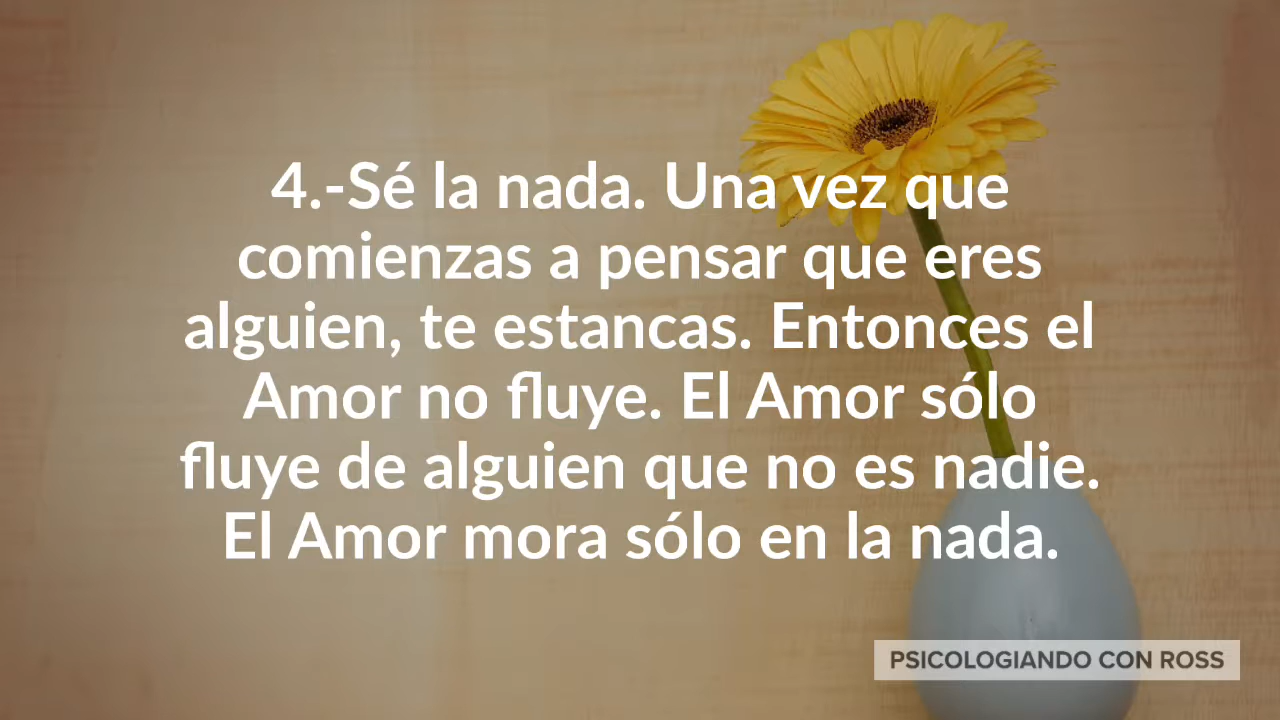 4.-Sé la nada. Una vez que
comienzas a pensar que eres
alguien, te estancas. Entonces el
Amor no fluye. El Amor sólo
fluye de alguien que no es nadie.
El Amor mora sólo en la nada.
PSICOLOGIANDO CON ROSS